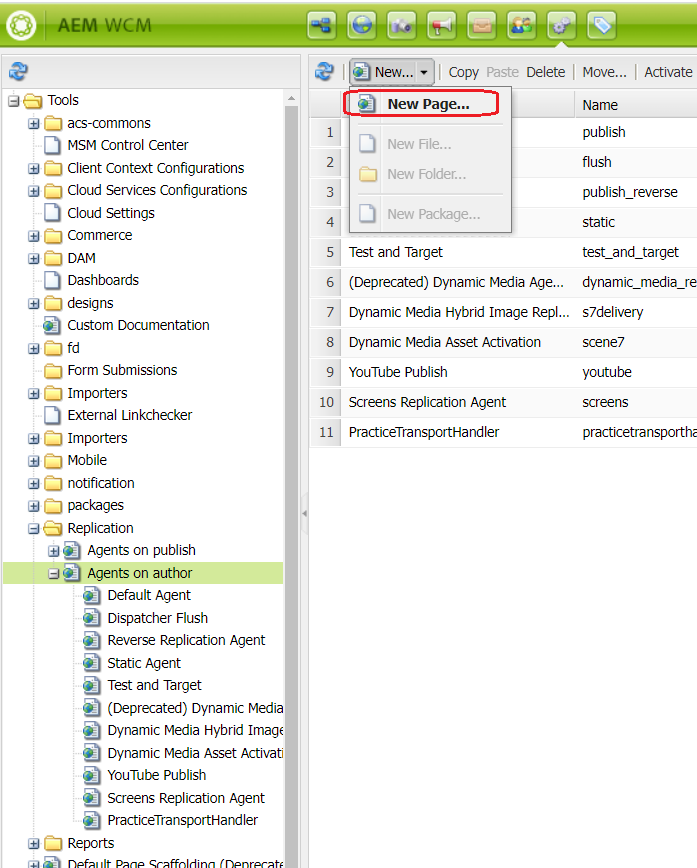 AEM WCM
New...
Copy
Paste
Delete
Move...
Activate
New Page...
New File...
New Folder...
New Package...
Tools
acs-commons
MSM Control Center
Client Context Configurations
Cloud Services Configurations
Cloud Settings
Commerce
DAM
Dashboards
designs
Custom Documentation
fd
Form Submissions
Importers
External Linkchecker
Importers
Mobile
notification
packages
Replication
Agents on publish
Agents on author
Default Agent
Dispatcher Flush
Reverse Replication Agent
Static Agent
Test and Target
(Deprecated) Dynamic Media
Dynamic Media Hybrid Image
Dynamic Media Asset Activati
YouTube Publish
Screens Replication Agent
PracticeTransportHandler
Reports
Default Page Scaffolding (Deprecate
Name
1 publish
2 flush
3 publish_reverse
4 static
5 Test and Target test_and_target
6 (Deprecated) Dynamic Media Age... dynamic_media_re
7 Dynamic Media Hybrid Image Repl... s7delivery
8 Dynamic Media Asset Activation scene7
9 YouTube Publish youtube
10 Screens Replication Agent screens
11 PracticeTransportHandler practicetransportha